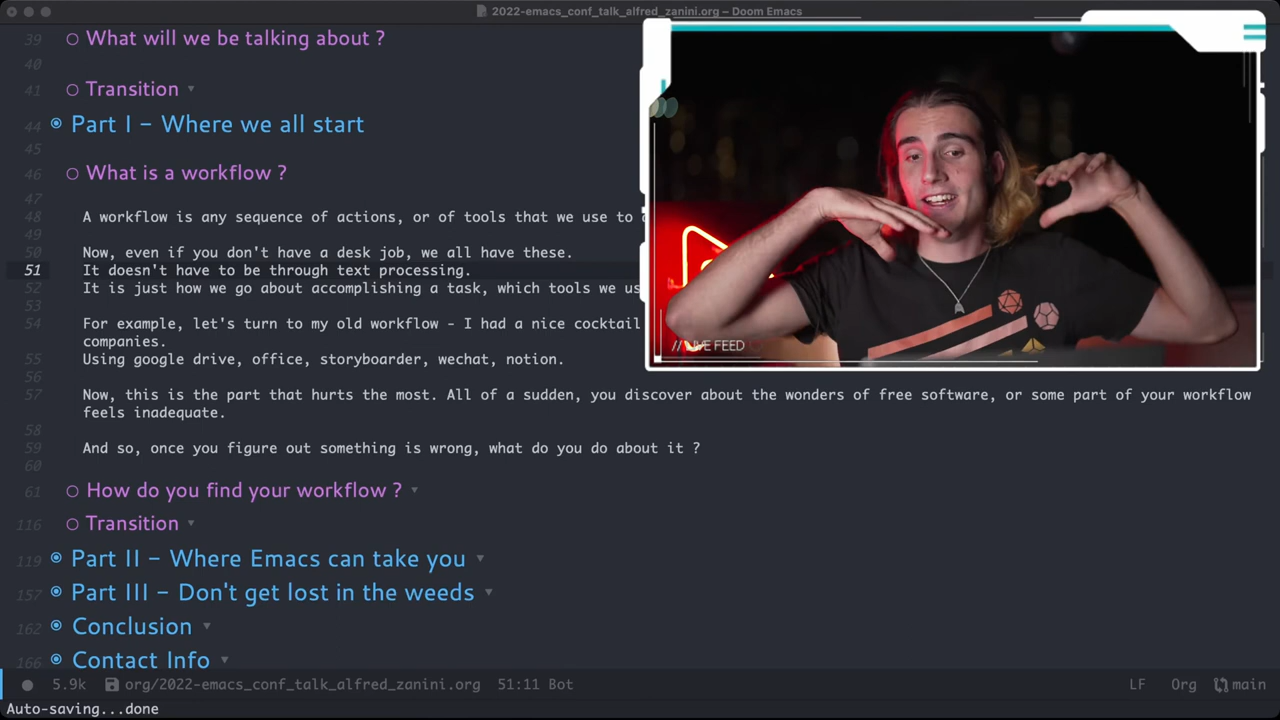 2022-emacs_conf_talk_alfred_zanini.org – Doom Emacs
39 What will we be talking about ?
40
41 Transition
44 Part I – Where we all start
45
46 What is a workflow ?
47
48 A workflow is any sequence of actions, or of tools that we use to
49
50 Now, even if you don't have a desk job, we all have these.
51 It doesn't have to be through text processing.
52 It is just how we go about accomplishing a task, which tools we us
53
54 For example, let's turn to my old workflow - I had a nice cocktail
companies.
55 Using google drive, office, storyboarder, wechat, notion.
56
57 Now, this is the part that hurts the most. All of a sudden, you discover about the wonders of free software, or some part of your workflow
feels inadequate.
58
59 And so, once you figure out something is wrong, what do you do about it ?
60
61 How do you find your workflow ?
116 Transition
119 Part II – Where Emacs can take you
157 Part III – Don't get lost in the weeds
162 Conclusion
166 Contact Info
// LIVE FEED
5.9k org/2022-emacs_conf_talk_alfred_zanini.org 51:11 Bot LF Org main
Auto-saving...done